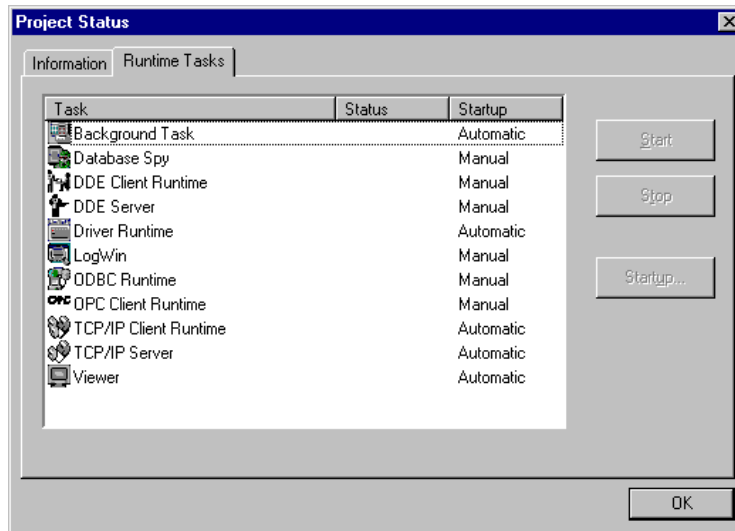 Project Status
Information Runtime Tasks
Task Status Startup
Background Task Automatic
Database Spy Manual
DDE Client Runtime Manual
DDE Server Manual
Driver Runtime Automatic
LogWin Manual
ODBC Runtime Manual
OPC OPC Client Runtime Manual
TCP/IP Client Runtime Automatic
TCP/IP Server Automatic
Viewer Automatic
Start
Stop
Startup...
OK